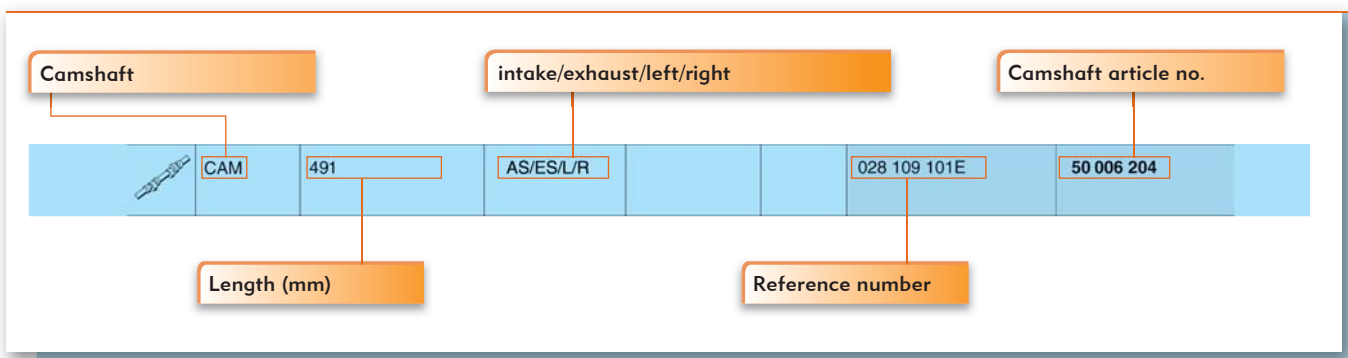 Camshaft
intake/exhaust/left/right
Camshaft article no.
CAM 491 AS/ES/L/R 028 109 101E 50 006 204
Length (mm)
Reference number